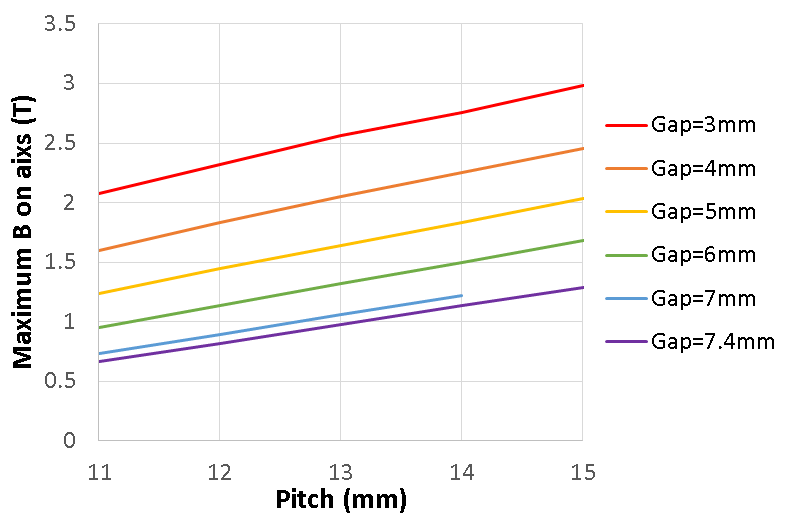 3.5
3
2.5
2
1.5
1
0.5
0
Maximum B on aixs (T)
11 12 13 14 15
Pitch (mm)
Gap=3mm
Gap=4mm
Gap=5mm
Gap=6mm
Gap=7mm
Gap=7.4mm